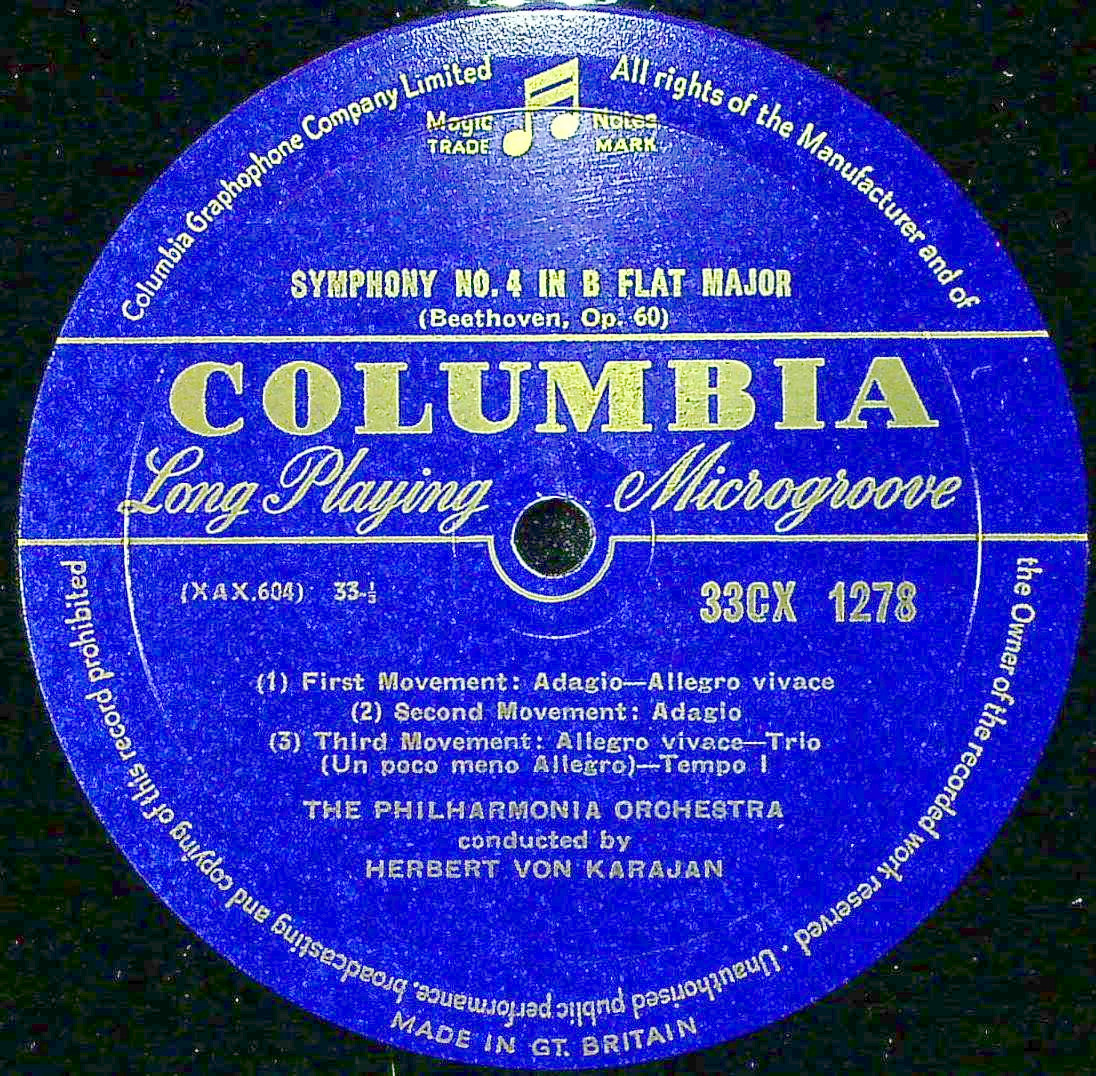 Columbia Graphophone Company Limited
All rights of the Manufacturer and of
the Owner of the recorded work reserved · Unauthorised public performance, broadcasting and copying of this record prohibited
Magic Notes
TRADE MARK
SYMPHONY NO. 4 IN B FLAT MAJOR
(Beethoven, Op. 60)
COLUMBIA
Long Playing Microgroove
(XAX.604) 33⅓
33CX 1278
(1) First Movement: Adagio—Allegro vivace
(2) Second Movement: Adagio
(3) Third Movement: Allegro vivace—Trio
(Un poco meno Allegro)—Tempo I
THE PHILHARMONIA ORCHESTRA
conducted by
HERBERT VON KARAJAN
MADE IN GT. BRITAIN